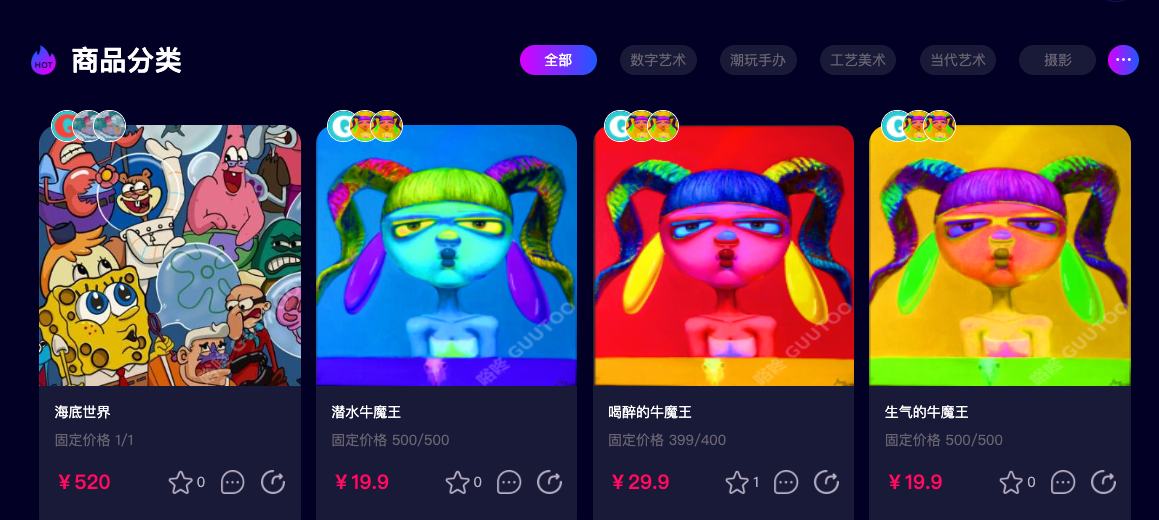 HOT 商品分类
全部 数字艺术 潮玩手办 工艺美术 当代艺术 摄影
GUUTOO
GUUTOO
GUUTOO
海底世界 潜水牛魔王 喝醉的牛魔王 生气的牛魔王
固定价格 1/1 固定价格 500/500 固定价格 399/400 固定价格 500/500
¥520 0 ¥19.9 0 ¥29.9 1 ¥19.9 0